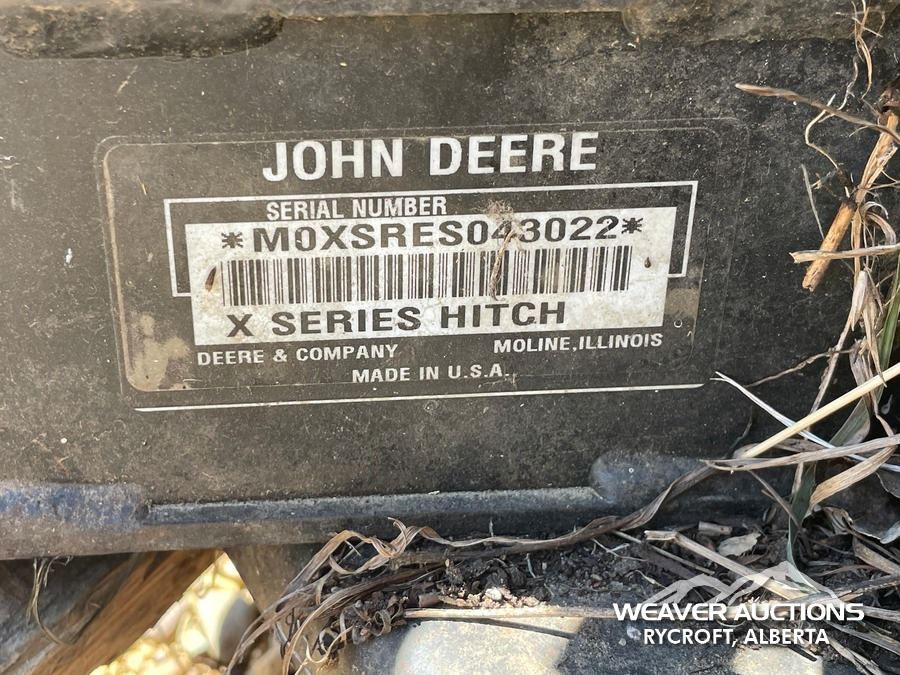 JOHN DEERE
SERIAL NUMBER
*M0XSRES043022*
X SERIES HITCH
DEERE & COMPANY MOLINE, ILLINOIS
MADE IN U.S.A.
WEAVER AUCTIONS
RYCROFT, ALBERTA